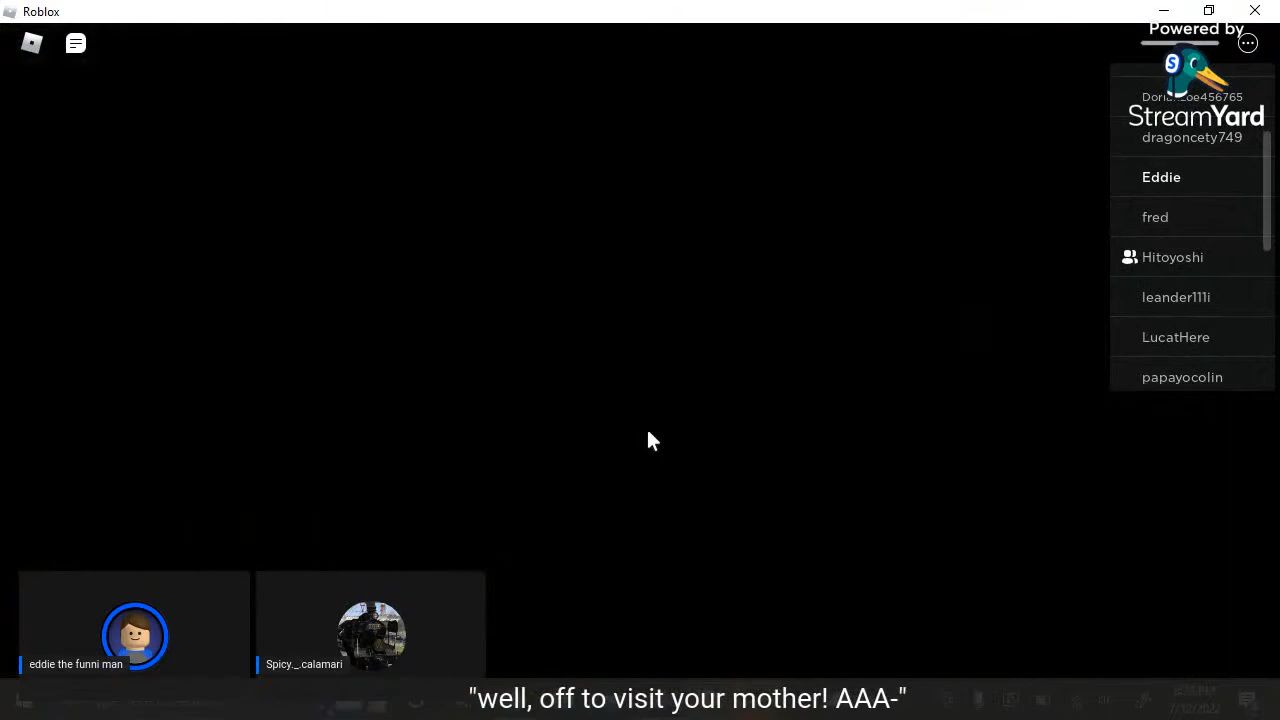 Roblox
Powered by
StreamYard
dragoncety749
Eddie
fred
Hitoyoshi
leander111i
LucatHere
papayocolin
eddie the funni man
Spicy._.calamari
"well, off to visit your mother! AAA-"